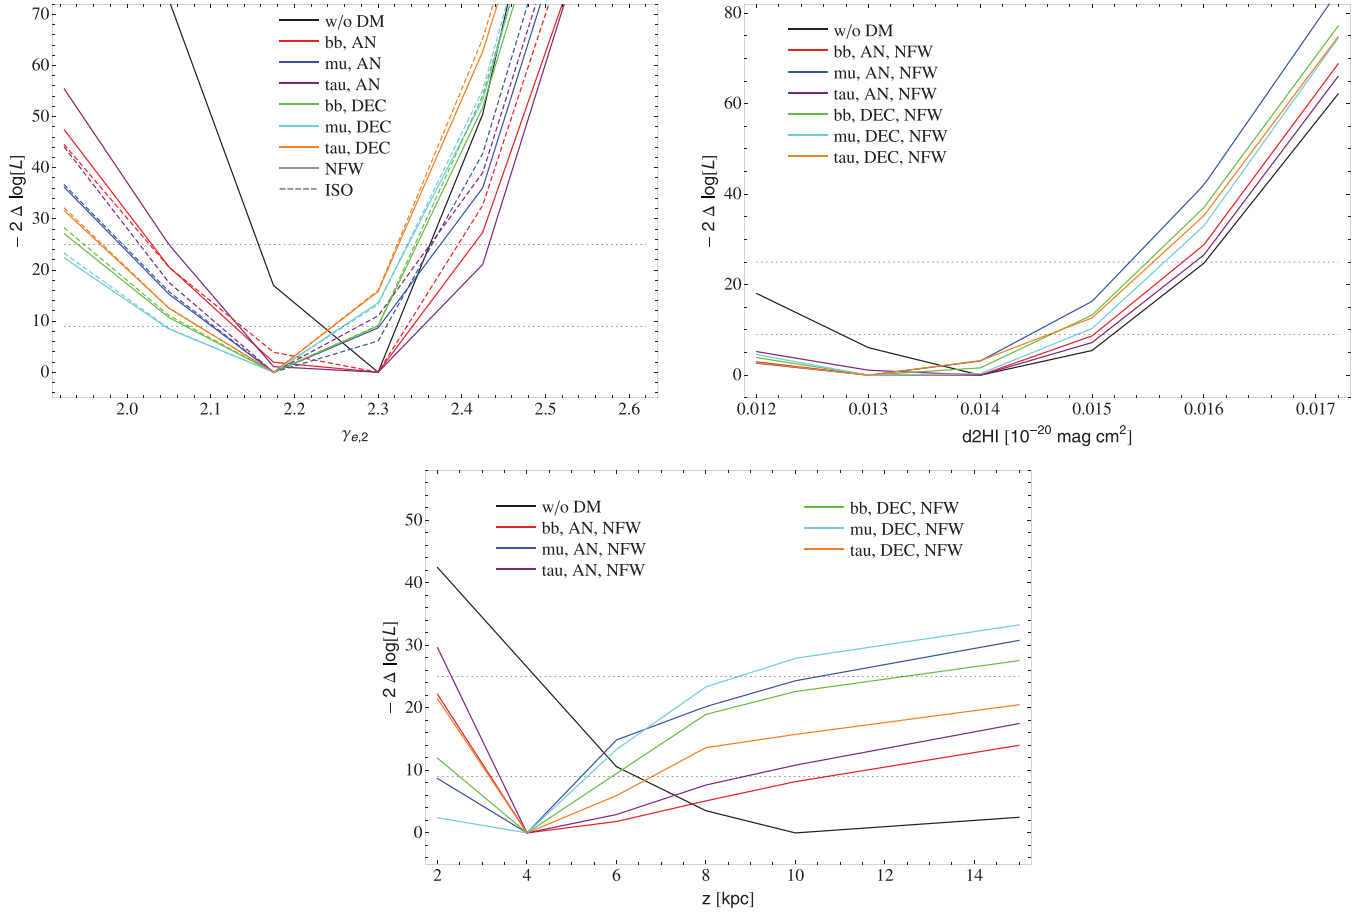 w/o DM
bb, AN
mu, AN
tau, AN
bb, DEC
mu, DEC
tau, DEC
NFW
ISO
− 2 Δ log[L]
70
60
50
40
30
20
10
0
2.0 2.1 2.2 2.3 2.4 2.5 2.6
γe,2
w/o DM
bb, AN, NFW
mu, AN, NFW
tau, AN, NFW
bb, DEC, NFW
mu, DEC, NFW
tau, DEC, NFW
− 2 Δ log[L]
80
60
40
20
0
0.012 0.013 0.014 0.015 0.016 0.017
d2HI [10⁻²⁰ mag cm²]
w/o DM
bb, AN, NFW
mu, AN, NFW
tau, AN, NFW
bb, DEC, NFW
mu, DEC, NFW
tau, DEC, NFW
− 2 Δ log[L]
50
40
30
20
10
0
2 4 6 8 10 12 14
z [kpc]